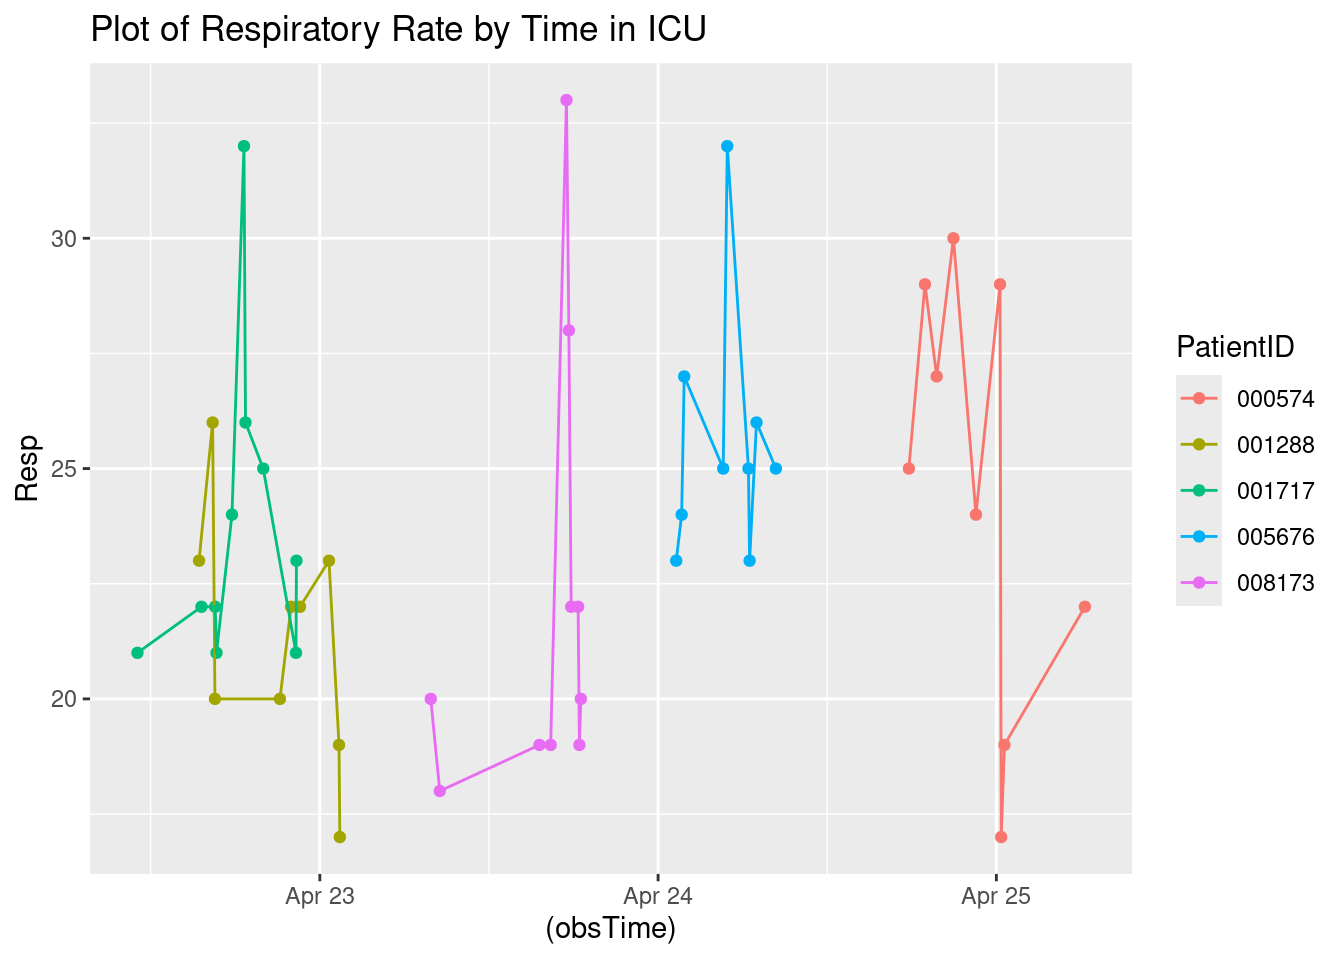 Plot of Respiratory Rate by Time in ICU
Resp
30
25
20
Apr 23
Apr 24
Apr 25
(obsTime)
PatientID
000574
001288
001717
005676
008173